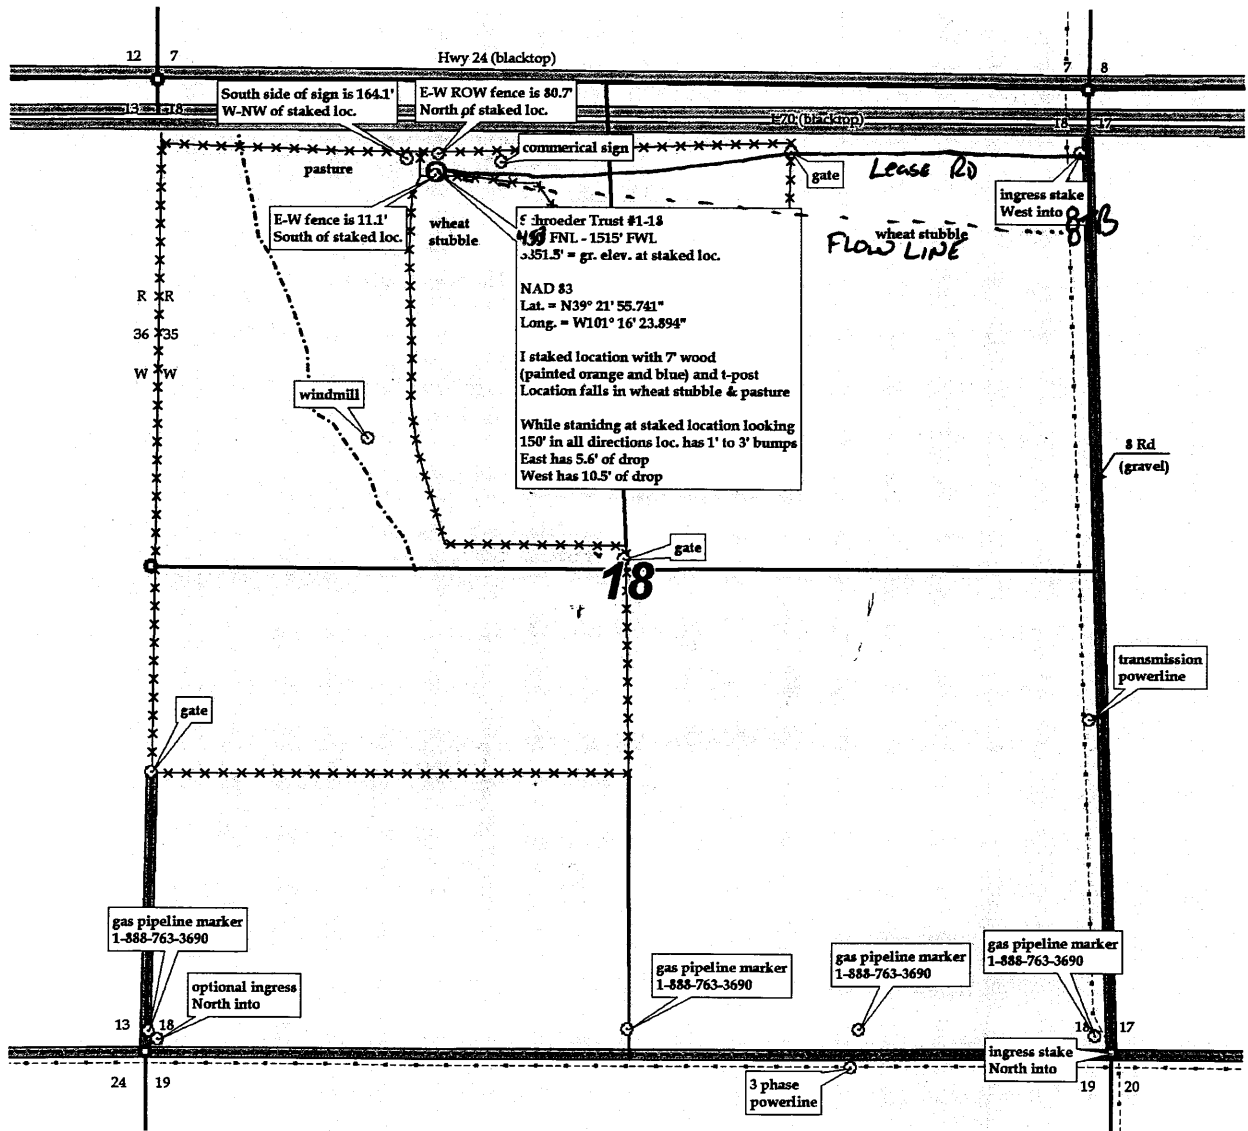 12 7
Hwy 24 (blacktop)
7 8
South side of sign is 164.1'
W-NW of staked loc.
E-W ROW fence is 80.7'
North of staked loc.
13 18
I-70 (blacktop)
18 17
commerical sign
pasture
gate
Lease RD
ingress stake
West into
E-W fence is 11.1'
South of staked loc.
wheat
stubble
Schroeder Trust #1-18
FNL - 1515' FWL
3351.5' = gr. elev. at staked loc.
NAD 83
Lat. = N39° 21' 55.741"
Long. = W101° 16' 23.894"
I staked location with 7' wood
(painted orange and blue) and t-post
Location falls in wheat stubble & pasture
While stanidng at staked location looking
150' in all directions loc. has 1' to 3' bumps
East has 5.6' of drop
West has 10.5' of drop
wheat stubble
FLOW LINE
R R
36 35
W W
windmill
8 Rd
(gravel)
gate
18
transmission
powerline
gate
gas pipeline marker
1-888-763-3690
optional ingress
North into
gas pipeline marker
1-888-763-3690
gas pipeline marker
1-888-763-3690
gas pipeline marker
1-888-763-3690
13 18
18 17
ingress stake
North into
24 19
3 phase
powerline
19 20